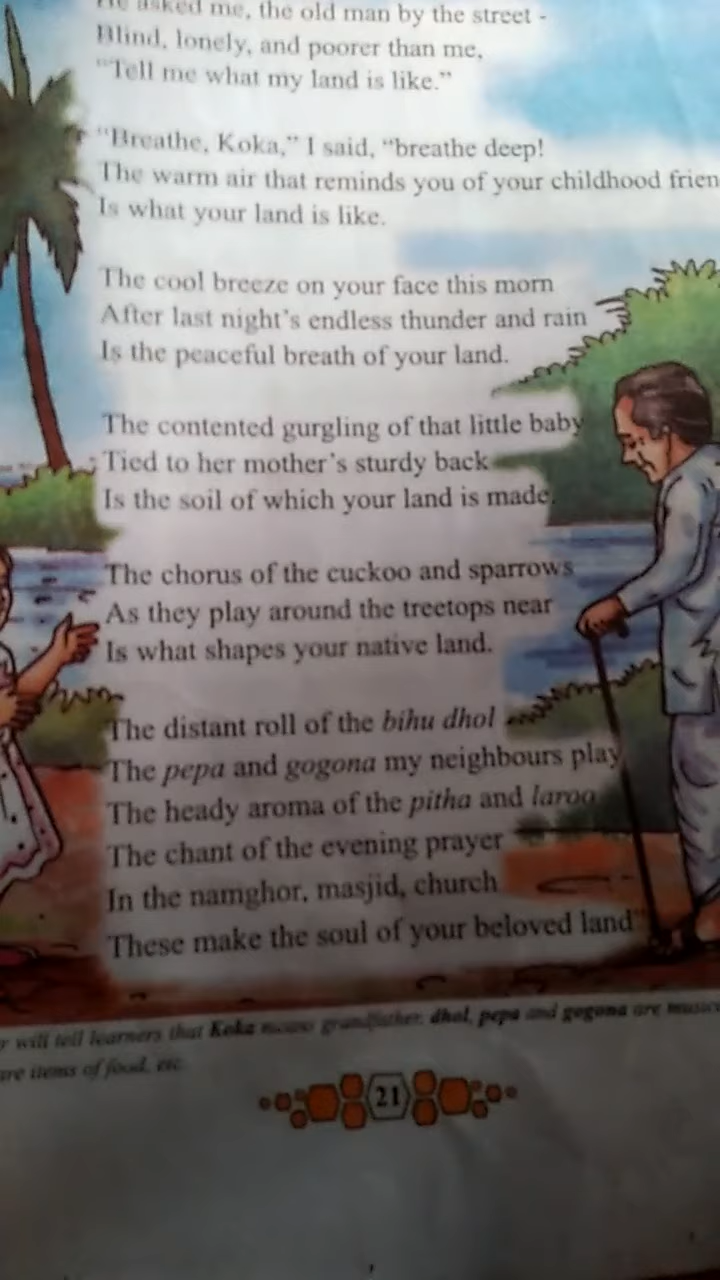 He asked me, the old man by the street -
Blind, lonely, and poorer than me,
"Tell me what my land is like."
"Breathe, Koka," I said, "breathe deep!
The warm air that reminds you of your childhood frien
Is what your land is like.
The cool breeze on your face this morn
After last night's endless thunder and rain
Is the peaceful breath of your land.
The contented gurgling of that little baby
Tied to her mother's sturdy back
Is the soil of which your land is made.
The chorus of the cuckoo and sparrows
As they play around the treetops near
Is what shapes your native land.
The distant roll of the bihu dhol
The pepa and gogona my neighbours play
The heady aroma of the pitha and laroo
The chant of the evening prayer
In the namghor, masjid, church
These make the soul of your beloved land"
r will tell learners that Koka means grandfather, dhol, pepa and gogona are music
are items of food, etc.
21